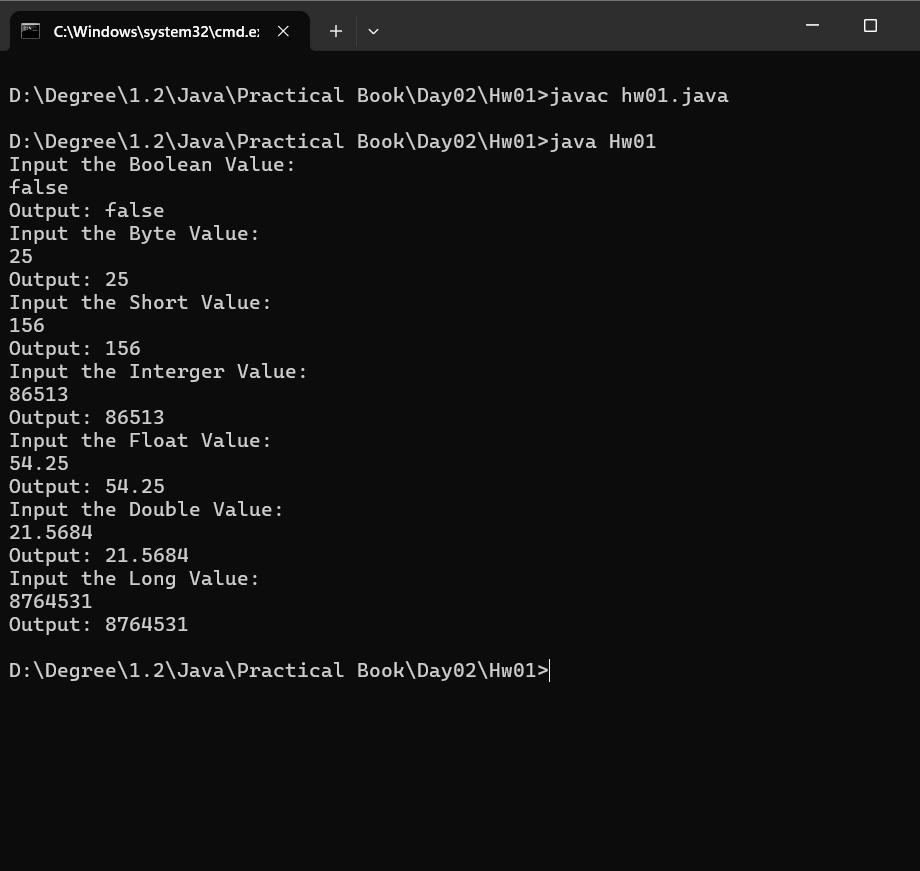 C:\Windows\system32\cmd.e
D:\Degree\1.2\Java\Practical Book\Day02\Hw01>javac hw01.java
D:\Degree\1.2\Java\Practical Book\Day02\Hw01>java Hw01
Input the Boolean Value:
false
Output: false
Input the Byte Value:
25
Output: 25
Input the Short Value:
156
Output: 156
Input the Interger Value:
86513
Output: 86513
Input the Float Value:
54.25
Output: 54.25
Input the Double Value:
21.5684
Output: 21.5684
Input the Long Value:
8764531
Output: 8764531
D:\Degree\1.2\Java\Practical Book\Day02\Hw01>